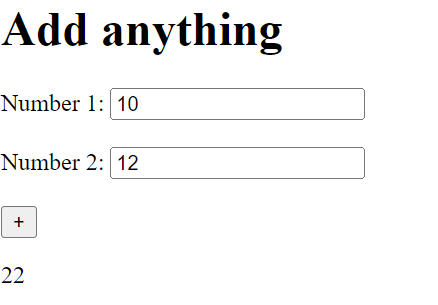 Add anything
Number 1: 10
Number 2: 12
+
22